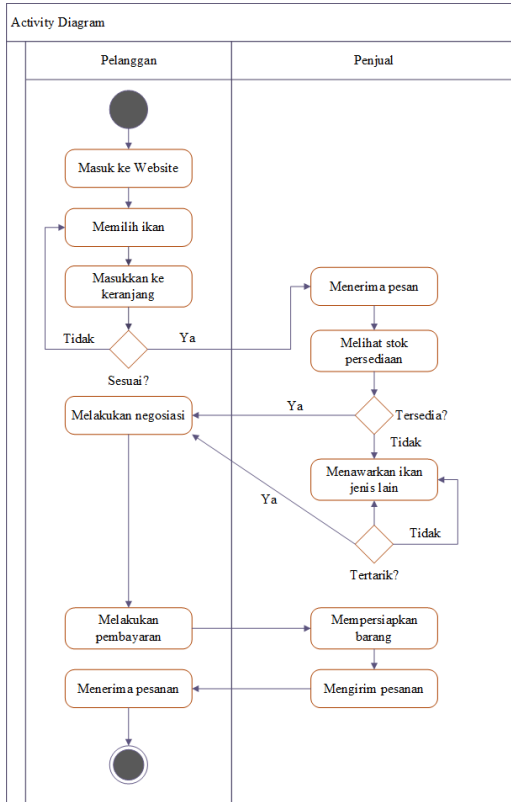 Activity Diagram
Pelanggan
Penjual
Masuk ke Website
Memilih ikan
Masukkan ke
keranjang
Tidak
Ya
Sesuai?
Menerima pesan
Melihat stok
persediaan
Ya
Tersedia?
Tidak
Melakukan negosiasi
Menawarkan ikan
jenis lain
Ya
Tidak
Tertarik?
Melakukan
pembayaran
Mempersiapkan
barang
Menerima pesanan
Mengirim pesanan